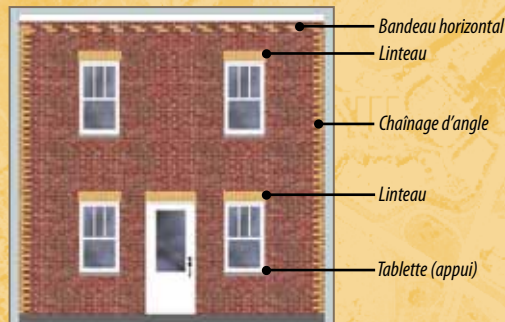 Bandeau horizontal
Linteau
Chaînage d'angle
Linteau
Tablette (appui)